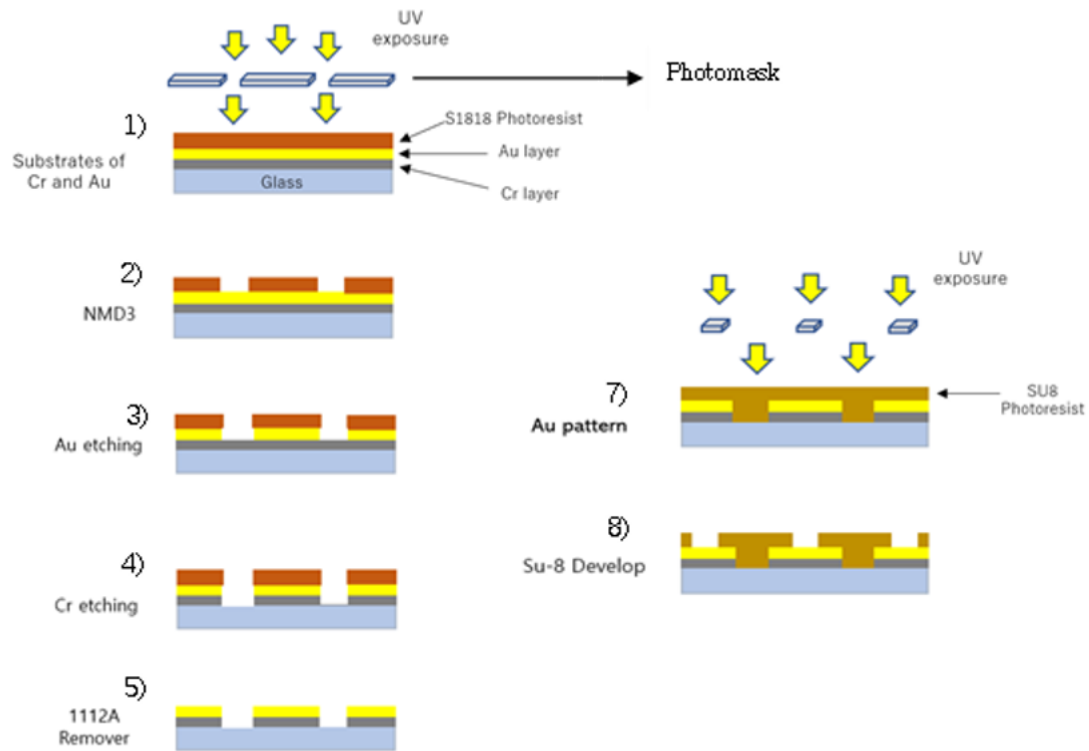 UV
exposure
Photomask
1)
S1818 Photoresist
Substrates of
Cr and Au
Au layer
Glass
Cr layer
2)
NMD3
3)
Au etching
4)
Cr etching
5)
1112A
Remover
UV
exposure
7)
SU8
Photoresist
Au pattern
8)
Su-8 Develop